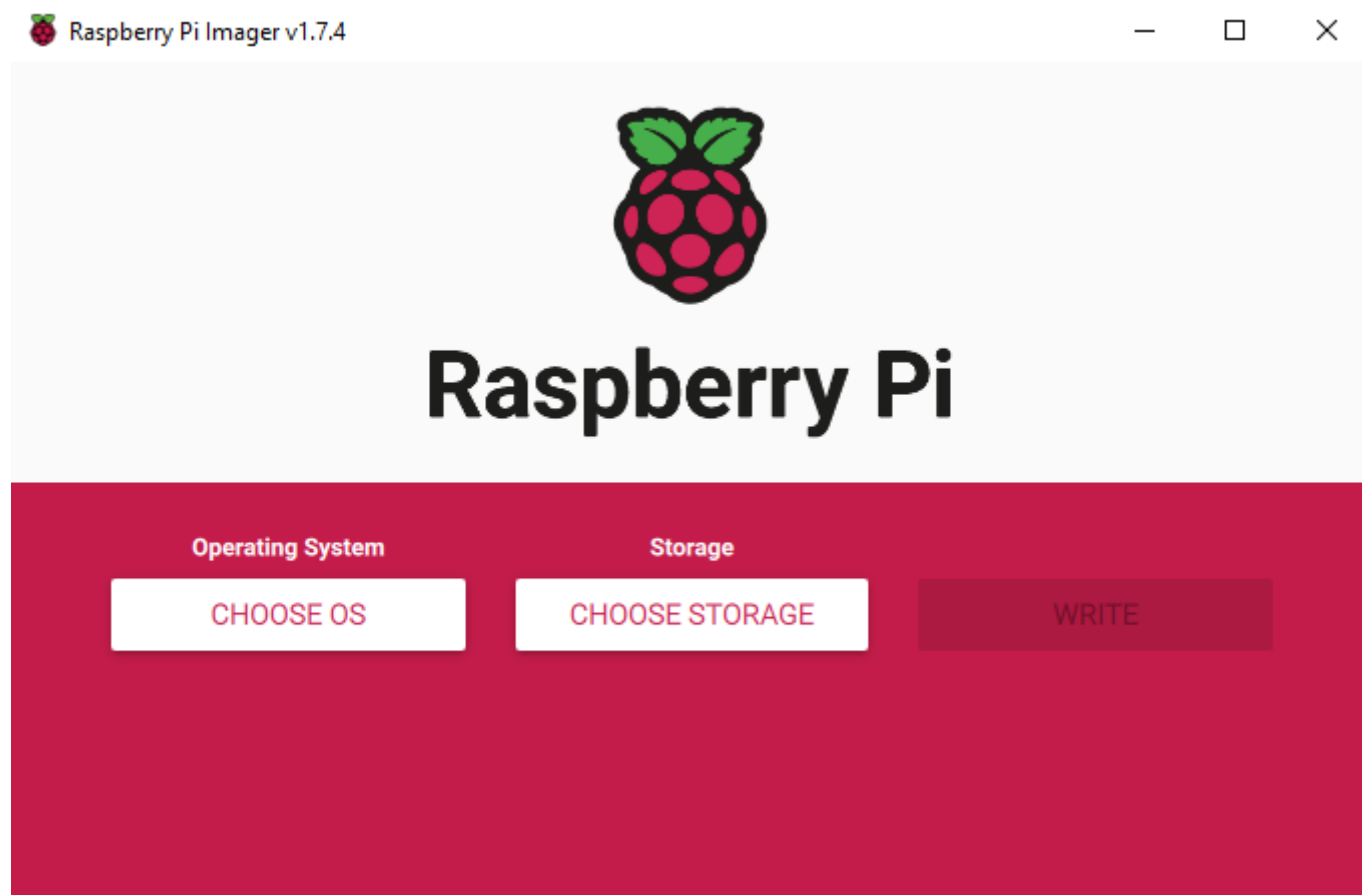 Raspberry Pi Imager v1.7.4
Raspberry Pi
Operating System
Storage
CHOOSE OS
CHOOSE STORAGE
WRITE